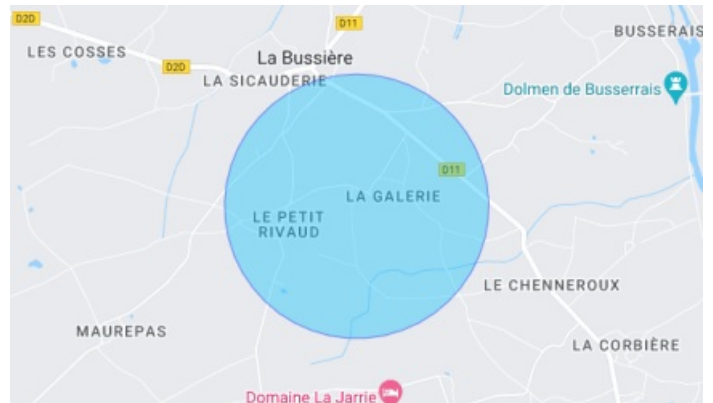 D2D
D11
BUSSERAIS
LES COSSES
La Bussière
D2D
LA SICAUDERIE
Dolmen de Busserrais
D11
LA GALERIE
LE PETIT
RIVAUD
LE CHENNEROUX
MAUREPAS
LA CORBIÈRE
Domaine La Jarrie